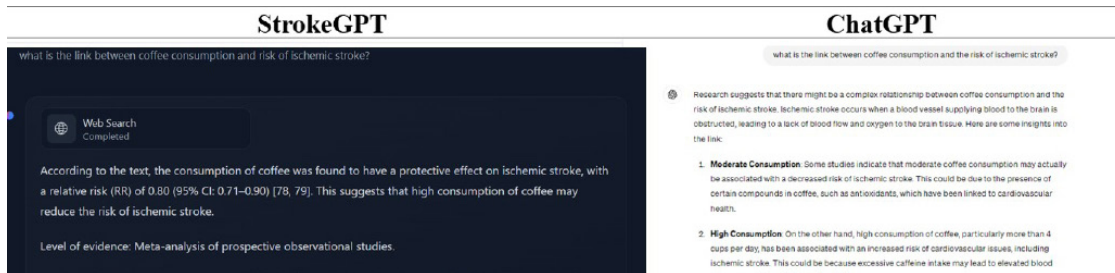 StrokeGPT
what is the link between coffee consumption and risk of ischemic stroke?
Web Search
Completed
According to the text, the consumption of coffee was found to have a protective effect on ischemic stroke, with
a relative risk (RR) of 0.80 (95% CI: 0.71–0.90) [78, 79]. This suggests that high consumption of coffee may
reduce the risk of ischemic stroke.
Level of evidence: Meta-analysis of prospective observational studies.
ChatGPT
what is the link between coffee consumption and the risk of ischemic stroke?
Research suggests that there might be a complex relationship between coffee consumption and the
risk of ischemic stroke. Ischemic stroke occurs when a blood vessel supplying blood to the brain is
obstructed, leading to a lack of blood flow and oxygen to the brain tissue. Here are some insights into
the link:
1. Moderate Consumption: Some studies indicate that moderate coffee consumption may actually
be associated with a decreased risk of ischemic stroke. This could be due to the presence of
certain compounds in coffee, such as antioxidants, which have been linked to cardiovascular
health.
2. High Consumption: On the other hand, high consumption of coffee, particularly more than 4
cups per day, has been associated with an increased risk of cardiovascular issues, including
ischemic stroke. This could be because excessive caffeine intake may lead to elevated blood